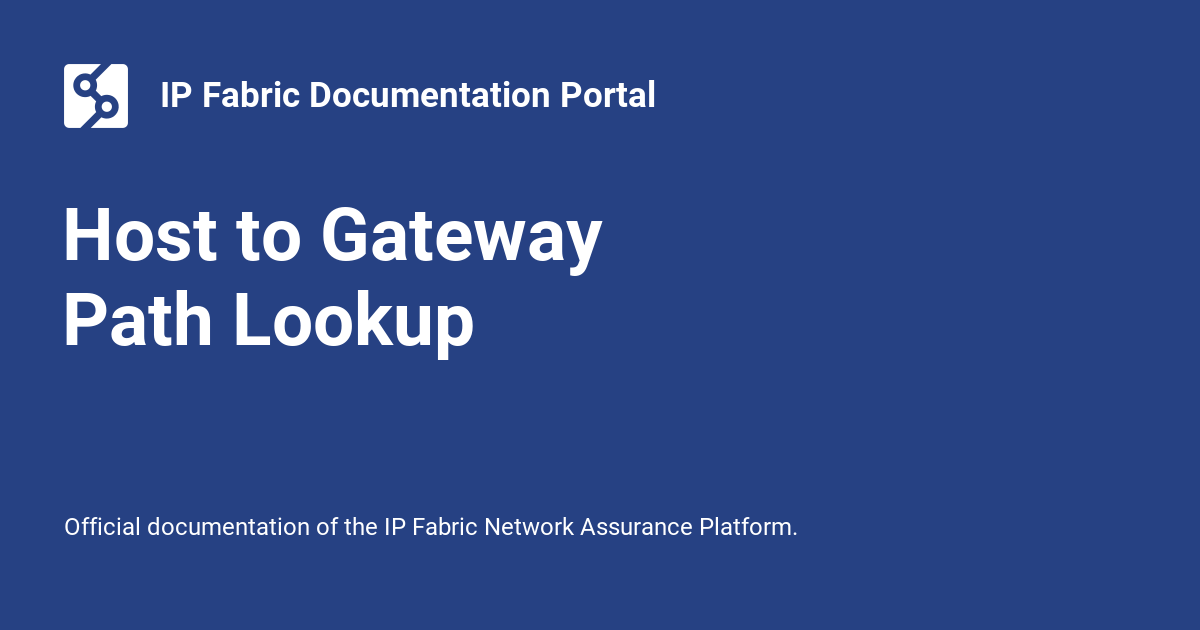 IP Fabric Documentation Portal
Host to Gateway
Path Lookup
Official documentation of the IP Fabric Network Assurance Platform.